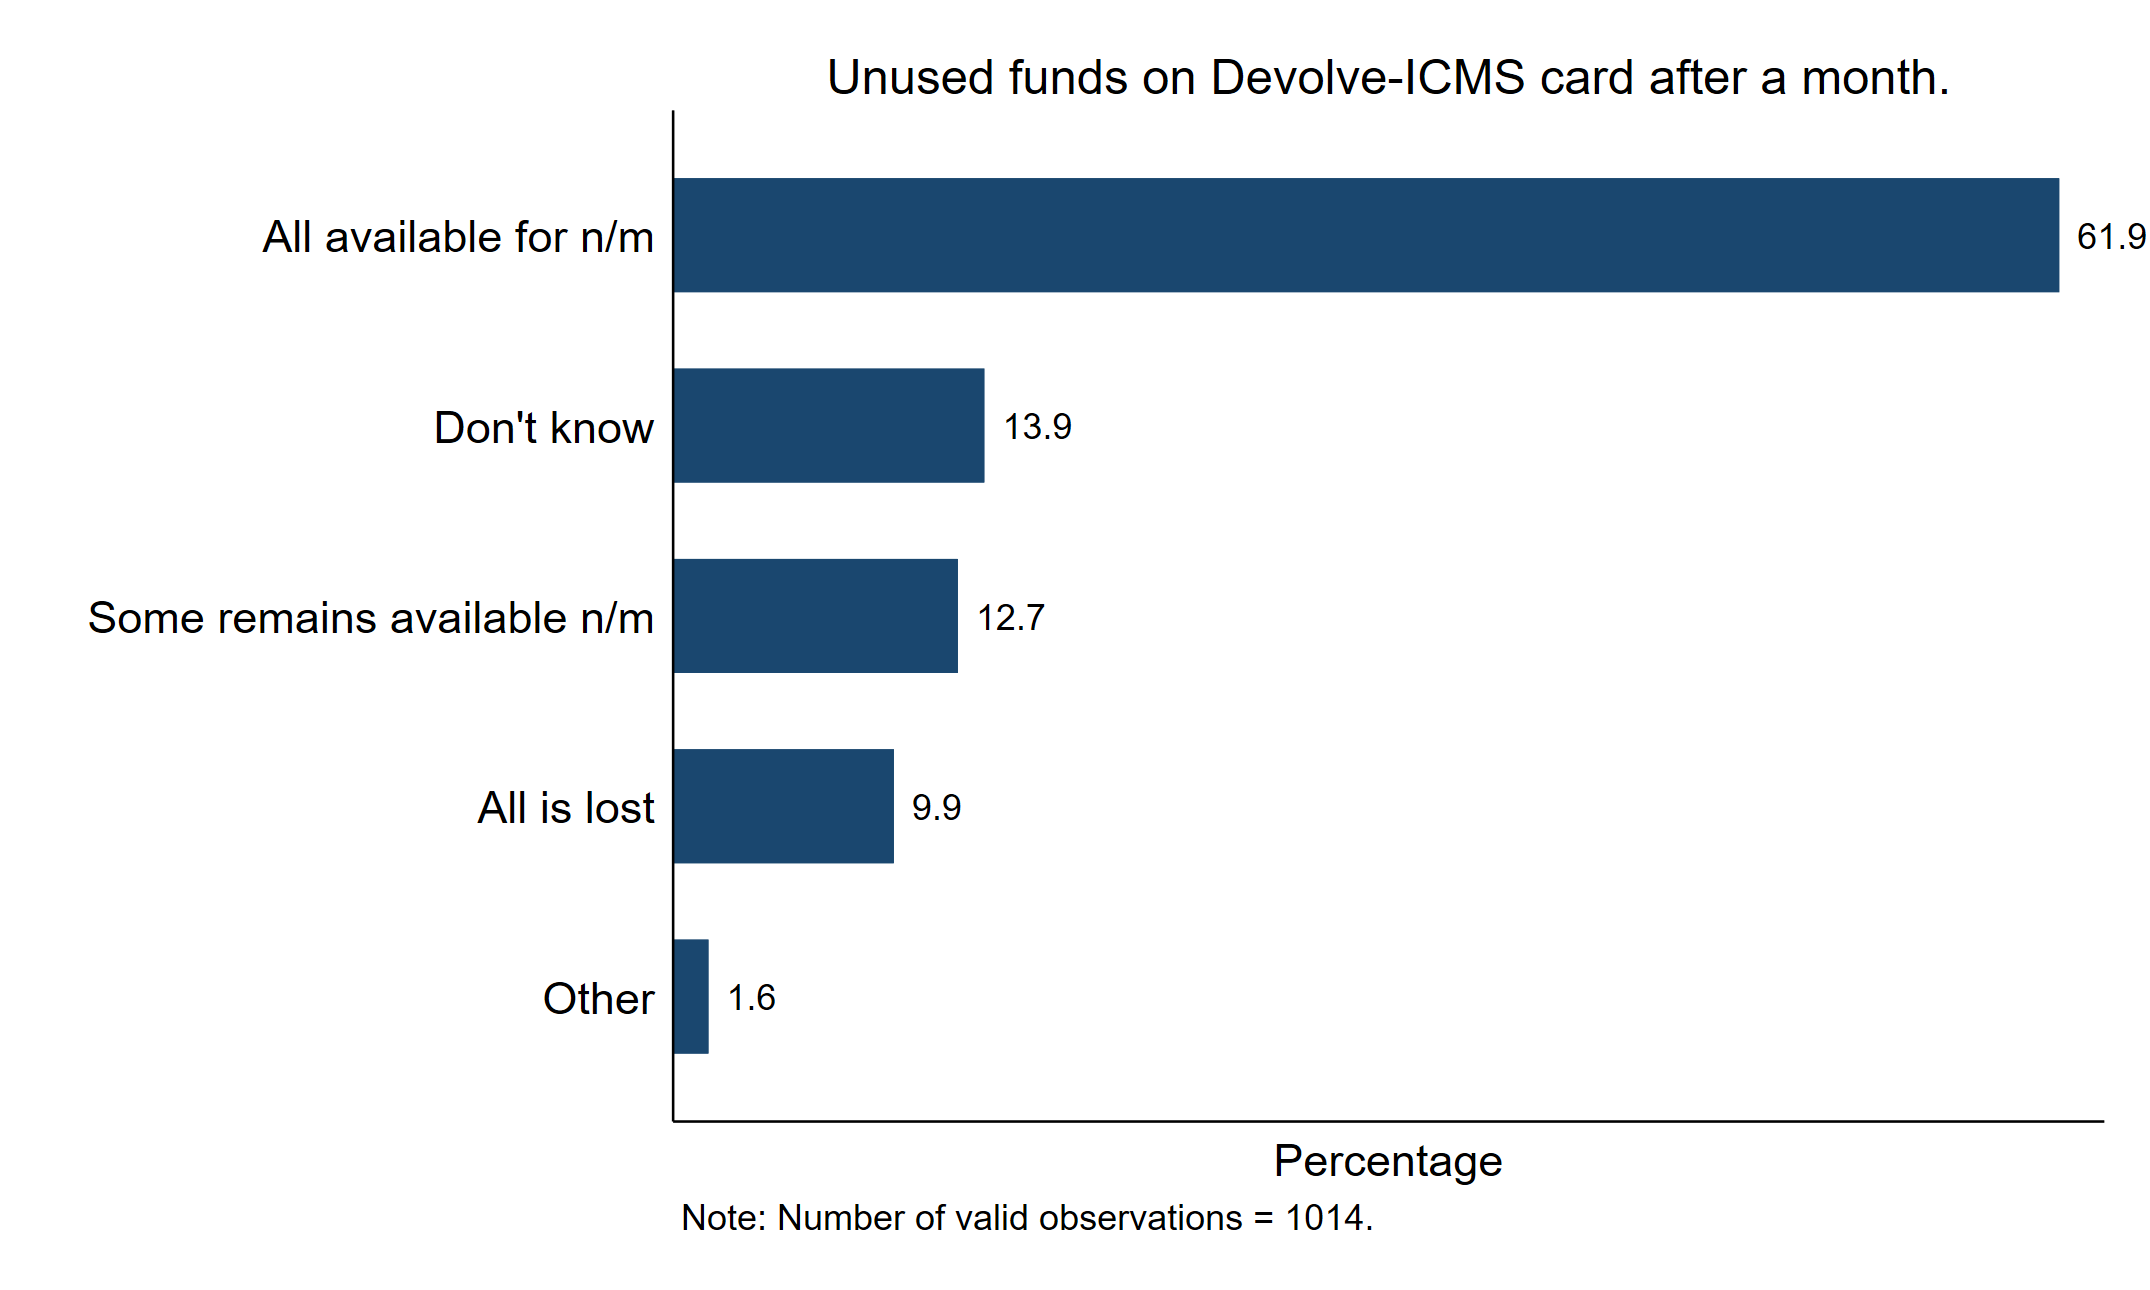 Unused funds on Devolve-ICMS card after a month.
All available for n/m
61.9
Don't know
13.9
Some remains available n/m
12.7
All is lost
9.9
Other
1.6
Percentage
Note: Number of valid observations = 1014.